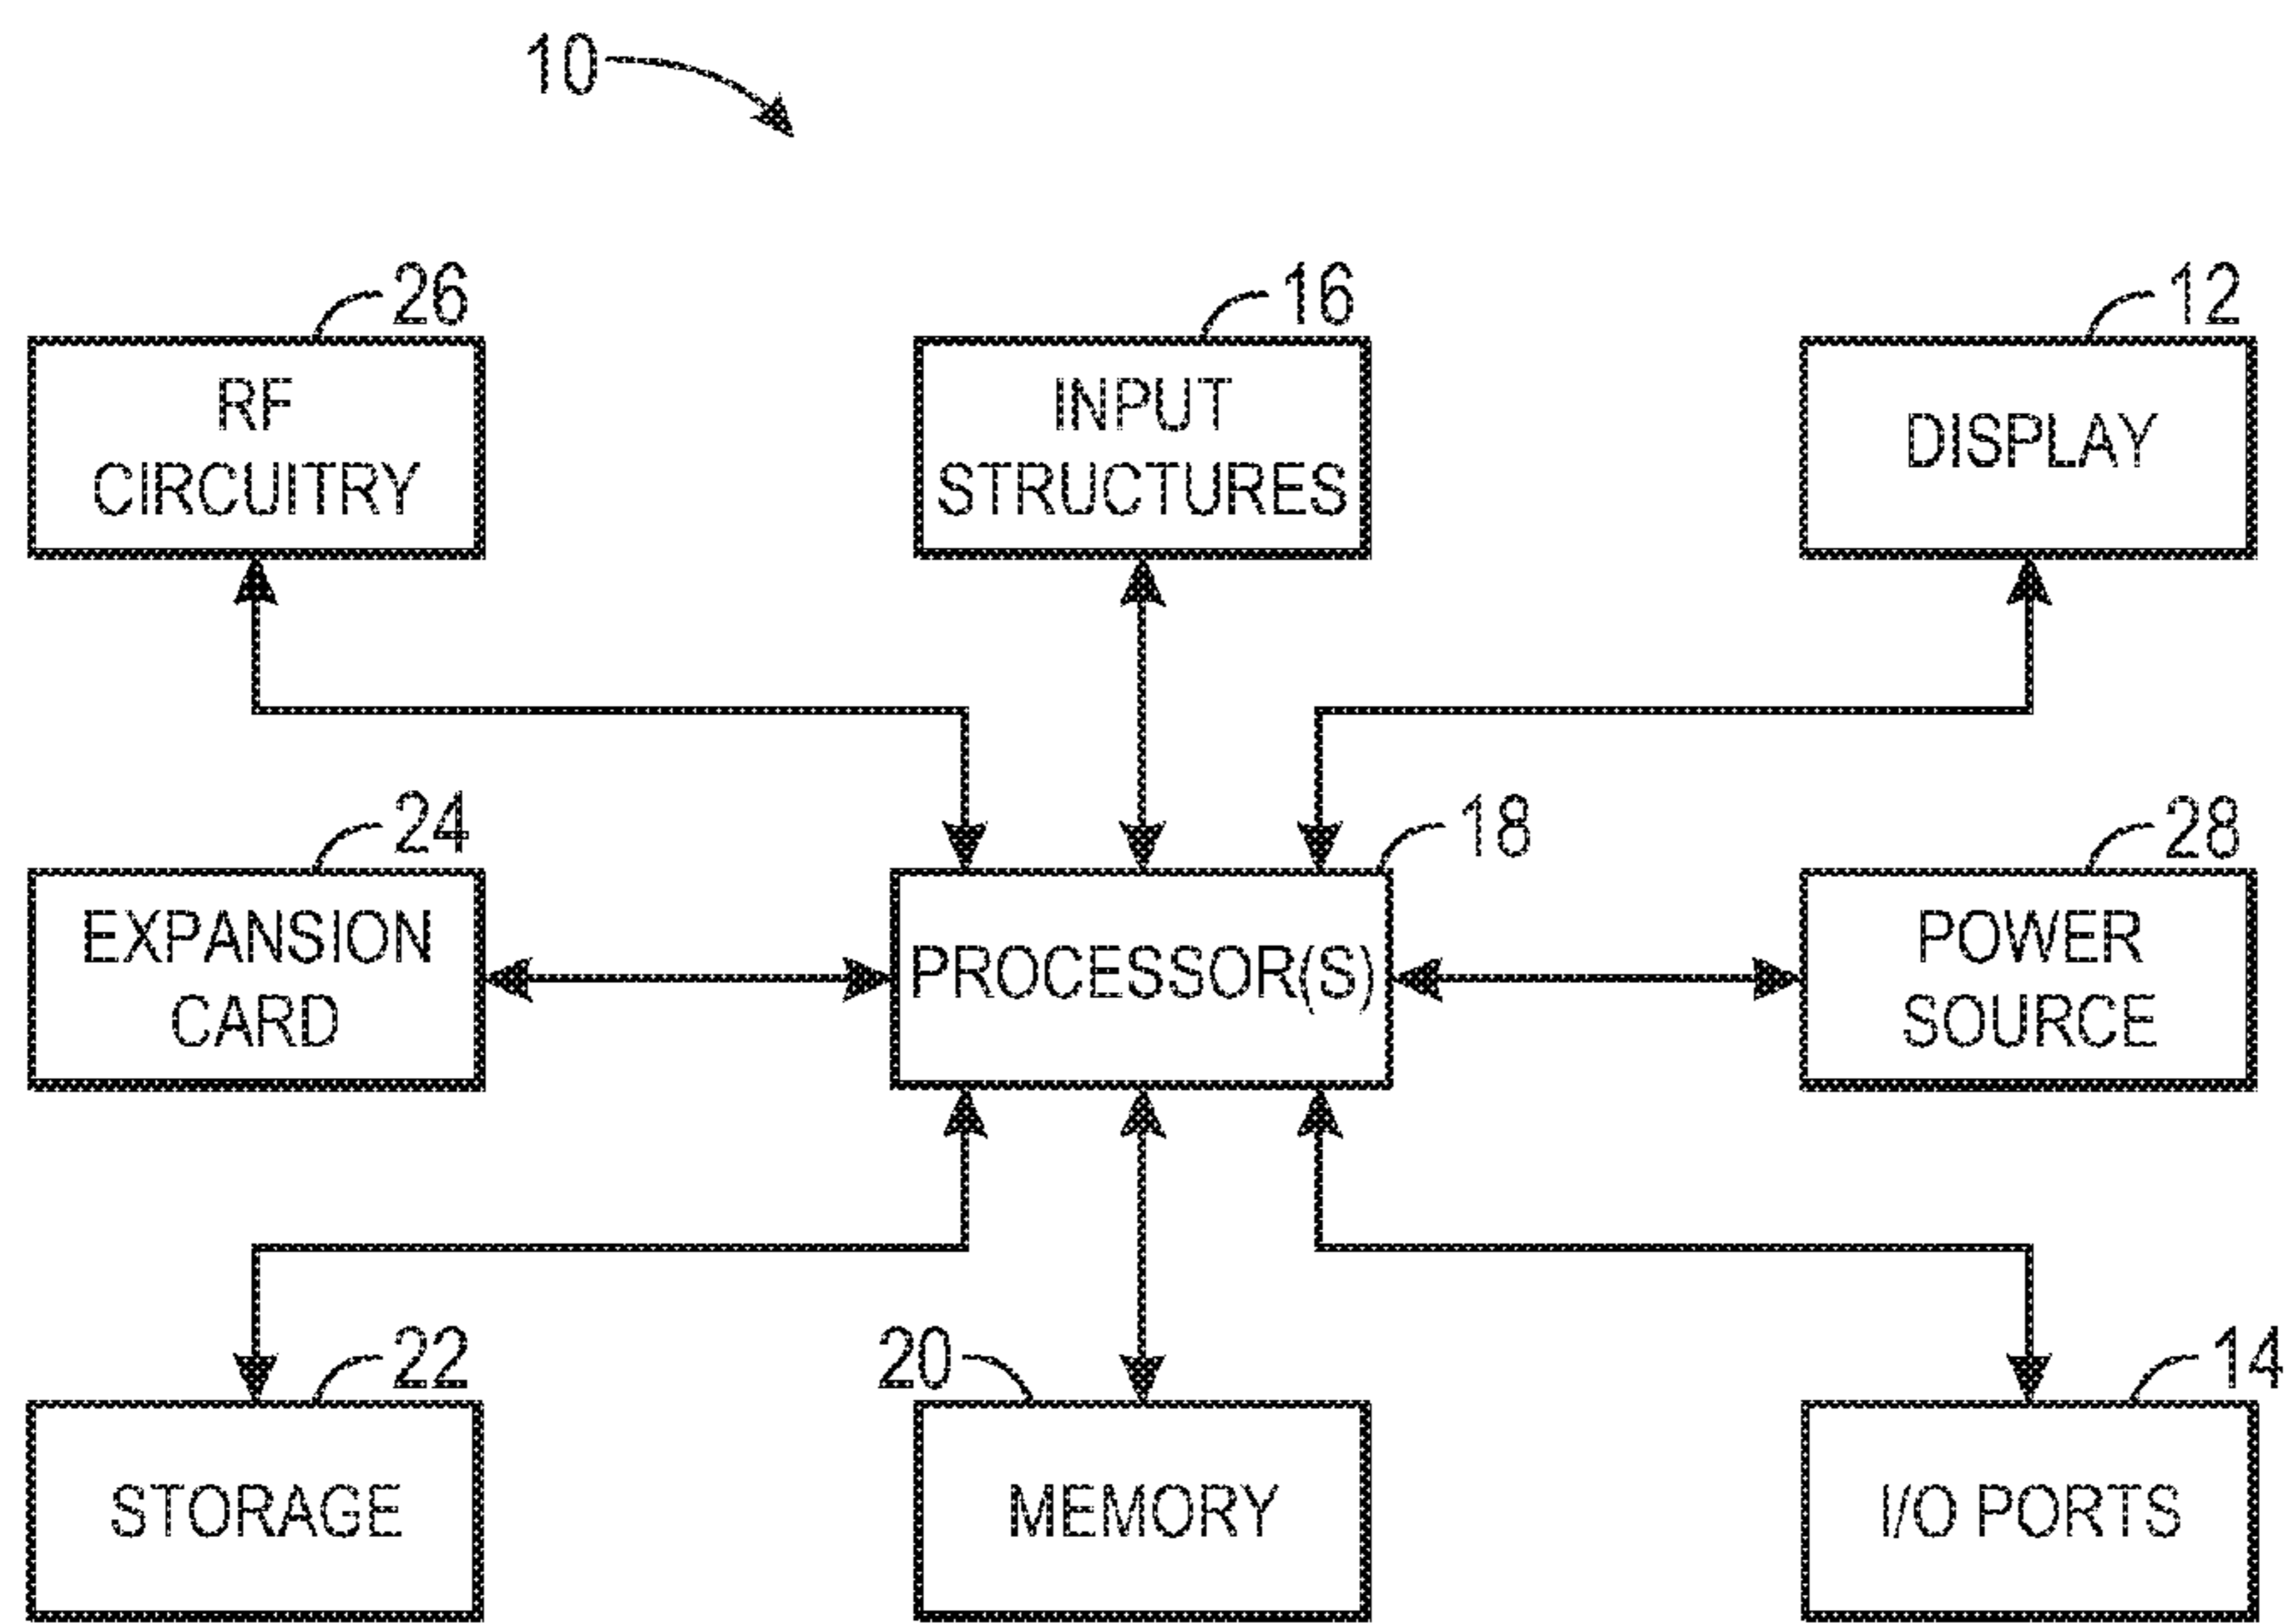 10
26
16
12
RF
CIRCUITRY
INPUT
STRUCTURES
DISPLAY
24
18
28
EXPANSION
CARD
PROCESSOR(S)
POWER
SOURCE
22
20
14
STORAGE
MEMORY
I/O PORTS